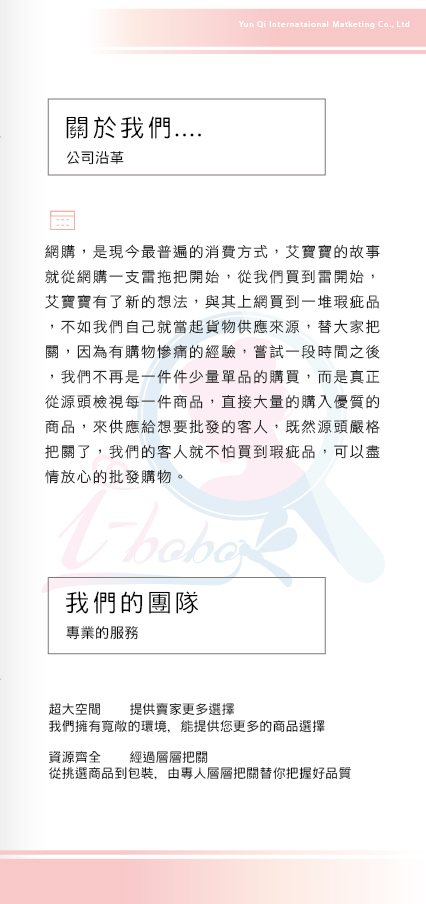 Yun Qi Internataional Matketing Co., Ltd
關於我們....
公司沿革
網購，是現今最普遍的消費方式，艾寶寶的故事
就從網購一支雷拖把開始，從我們買到雷開始，
艾寶寶有了新的想法，與其上網買到一堆瑕疵品
，不如我們自己就當起貨物供應來源，替大家把
關，因為有購物慘痛的經驗，嘗試一段時間之後
，我們不再是一件件少量單品的購買，而是真正
從源頭檢視每一件商品，直接大量的購入優質的
商品，來供應給想要批發的客人，既然源頭嚴格
把關了，我們的客人就不怕買到瑕疵品，可以盡
情放心的批發購物。
i-bobo
我們的團隊
專業的服務
超大空間 提供賣家更多選擇
我們擁有寬敞的環境，能提供您更多的商品選擇
資源齊全 經過層層把關
從挑選商品到包裝，由專人層層把關替你把握好品質